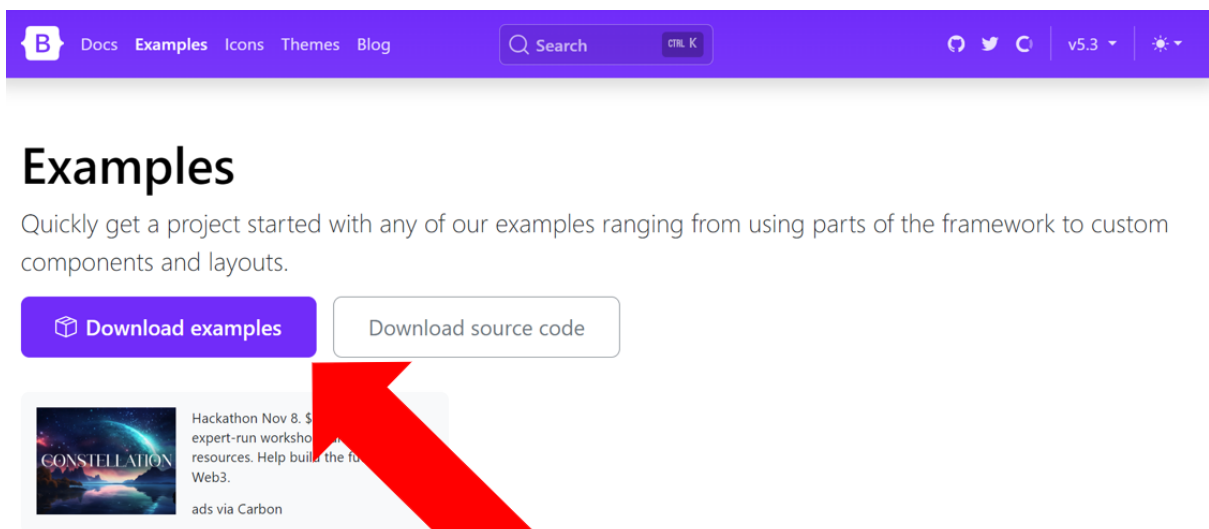 B Docs Examples Icons Themes Blog Search CTRL K v5.3
Examples
Quickly get a project started with any of our examples ranging from using parts of the framework to custom
components and layouts.
Download examples Download source code
Hackathon Nov 8. $
expert-run
resources. Help build the
Web3.
CONSTELLATION
ads via Carbon